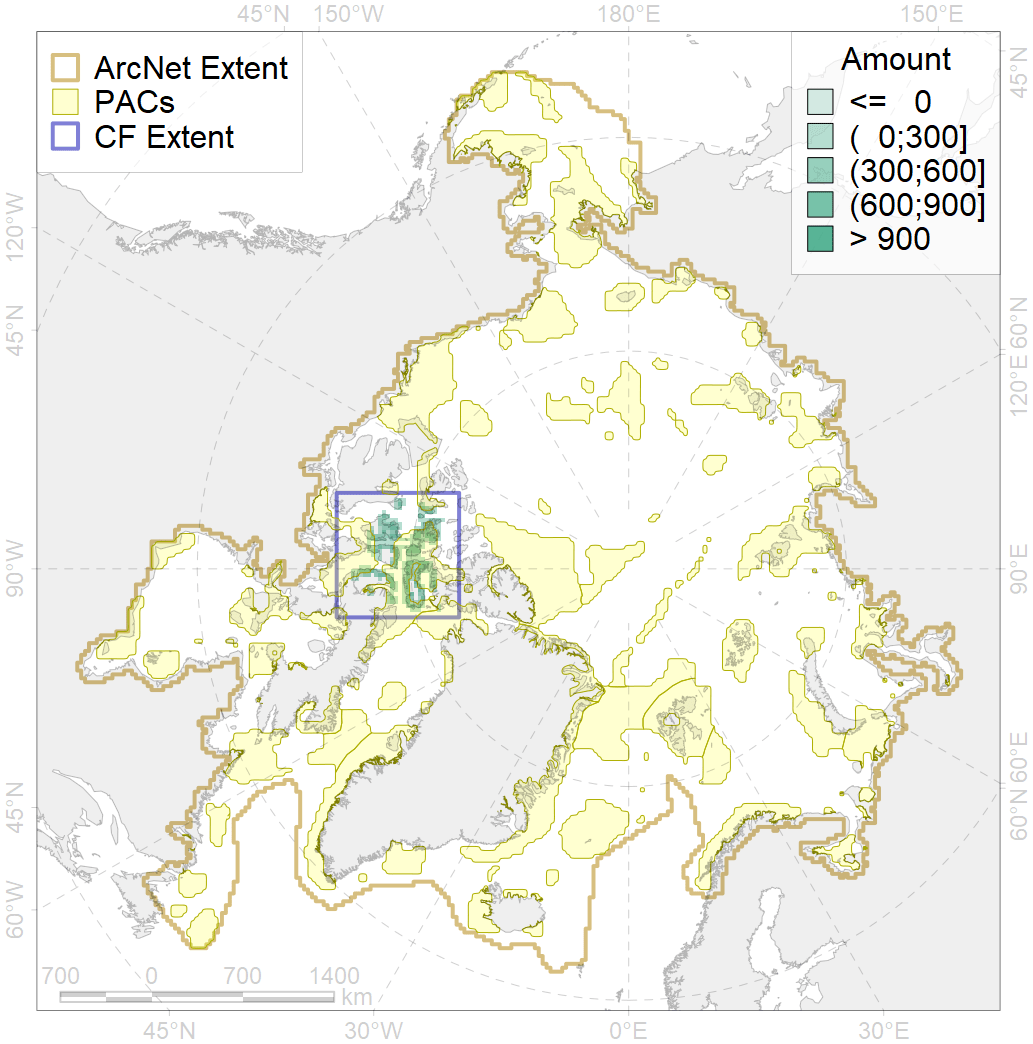 45°N 150°W 180°E 150°E
ArcNet Extent
PACs
CF Extent
Amount
<= 0
( 0;300]
(300;600]
(600;900]
> 900
45°N
120°W
45°N
90°W
45°N
60°W
60°N
120°E
90°E
60°E
60°N
700 0 700 1400
km
45°N 30°W 0°E 30°E